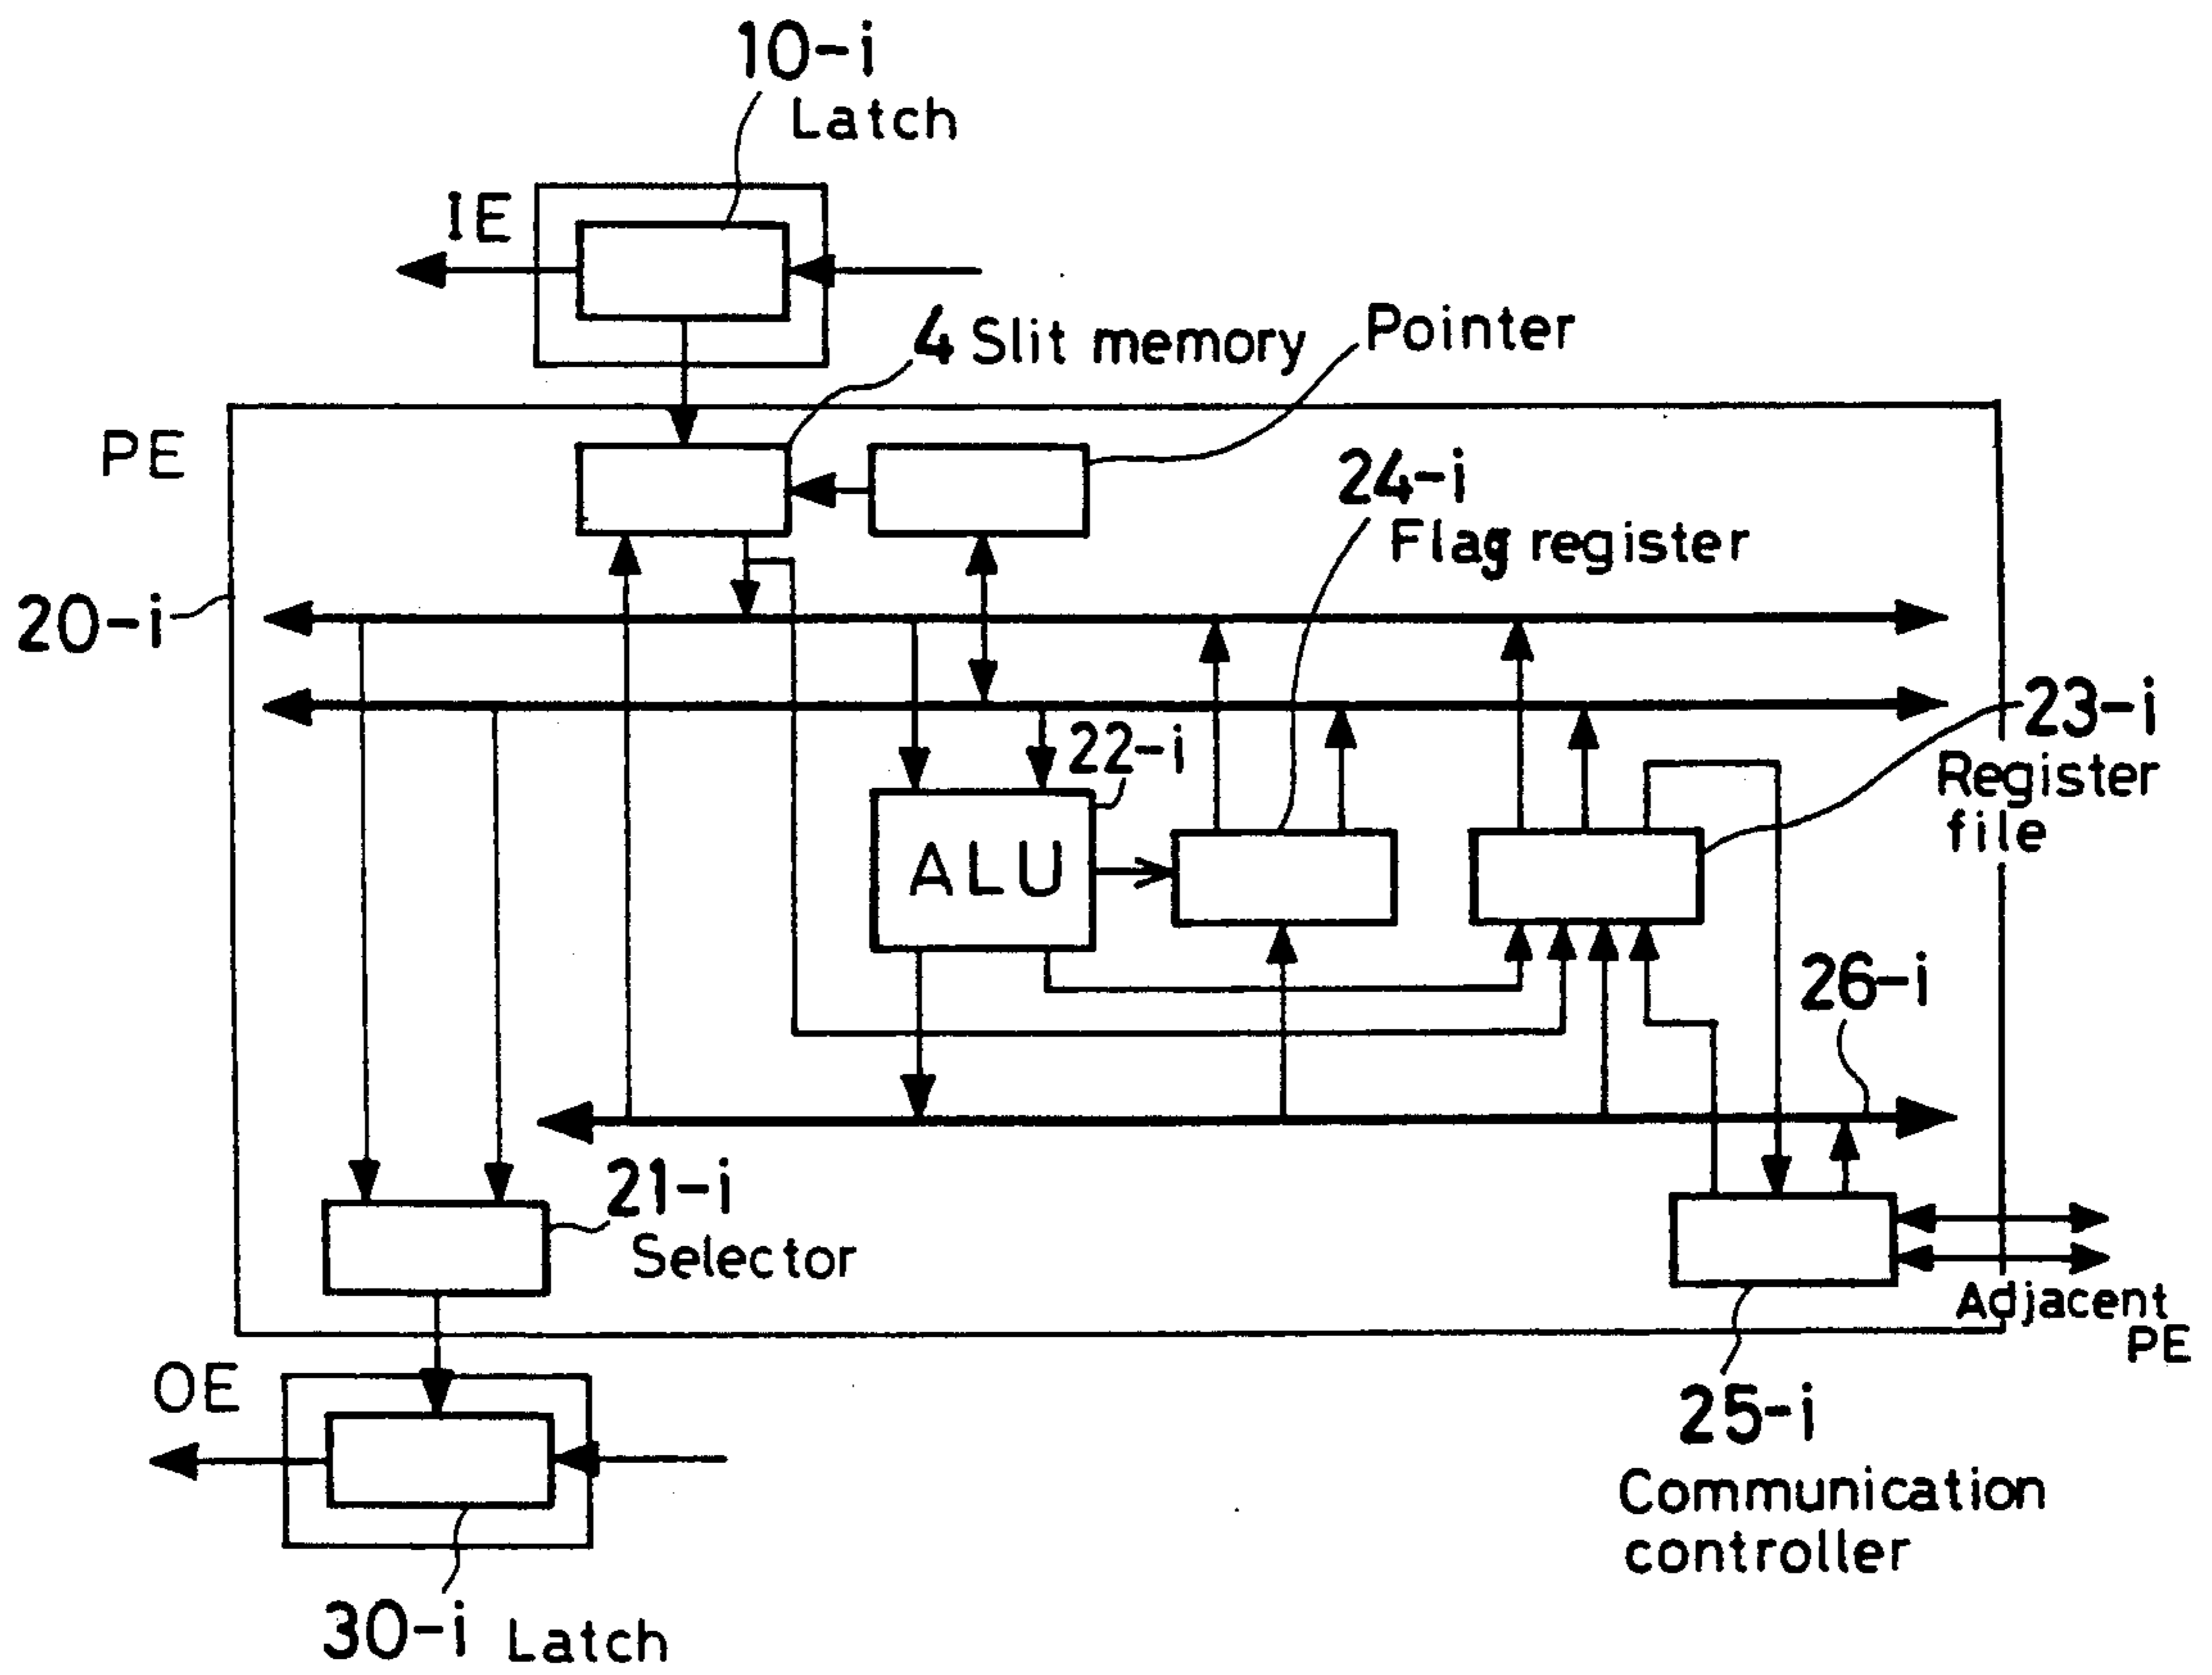 10-i
Latch
IE
4 Slit memory
Pointer
PE
24-i
Flag register
20-i
23-i
Register
file
22-i
ALU
26-i
21-i
Selector
Adjacent
PE
OE
25-i
Communication
controller
30-i Latch